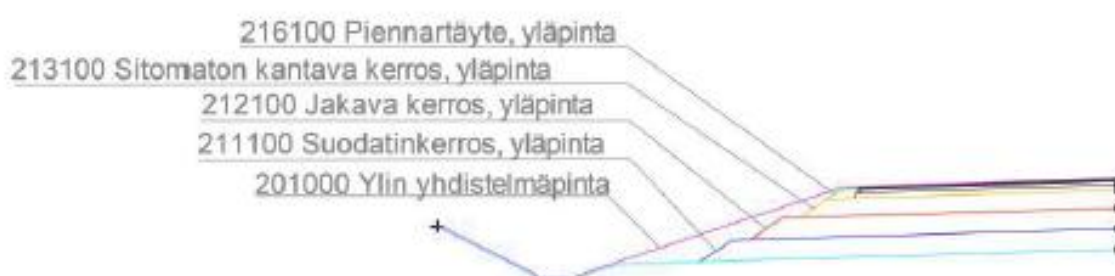 216100 Piennartäyte, yläpinta
213100 Sitomaton kantava kerros, yläpinta
212100 Jakava kerros, yläpinta
211100 Suodatinkerros, yläpinta
201000 Ylin yhdistelmäpinta